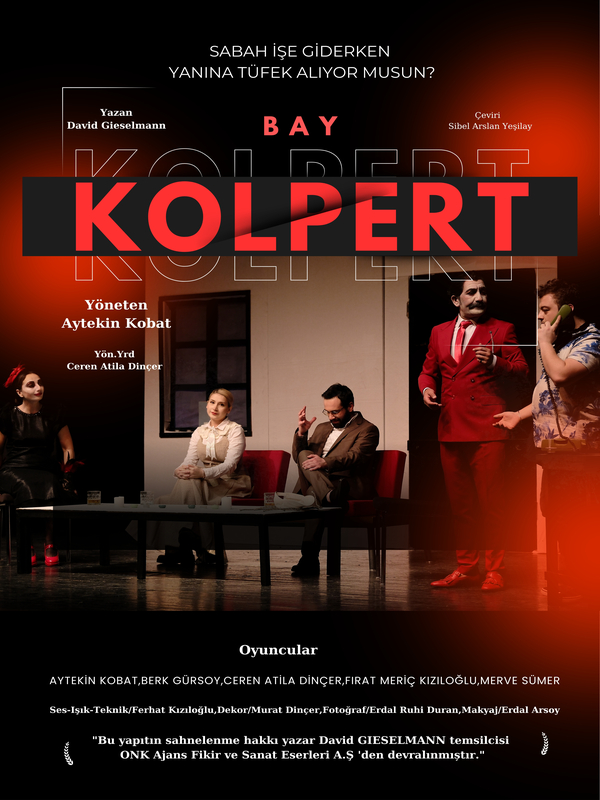 SABAH İŞE GİDERKEN
YANINA TÜFEK ALIYOR MUSUN?
Yazan
David Gieselmann
Çeviri
Sibel Arslan Yeşilay
BAY
KOLPERT
KOLPERT
KOLPERT
Yöneten
Aytekin Kobat
Yön.Yrd
Ceren Atila Dinçer
Oyuncular
AYTEKİN KOBAT,BERK GÜRSOY,CEREN ATİLA DİNÇER,FIRAT MERİÇ KIZILOĞLU,MERVE SÜMER
Ses-Işık-Teknik/Ferhat Kızıloğlu,Dekor/Murat Dinçer,Fotoğraf/Erdal Ruhi Duran,Makyaj/Erdal Arsoy
"Bu yapıtın sahnelenme hakkı yazar David GIESELMANN temsilcisi
ONK Ajans Fikir ve Sanat Eserleri A.Ş 'den devralınmıştır."